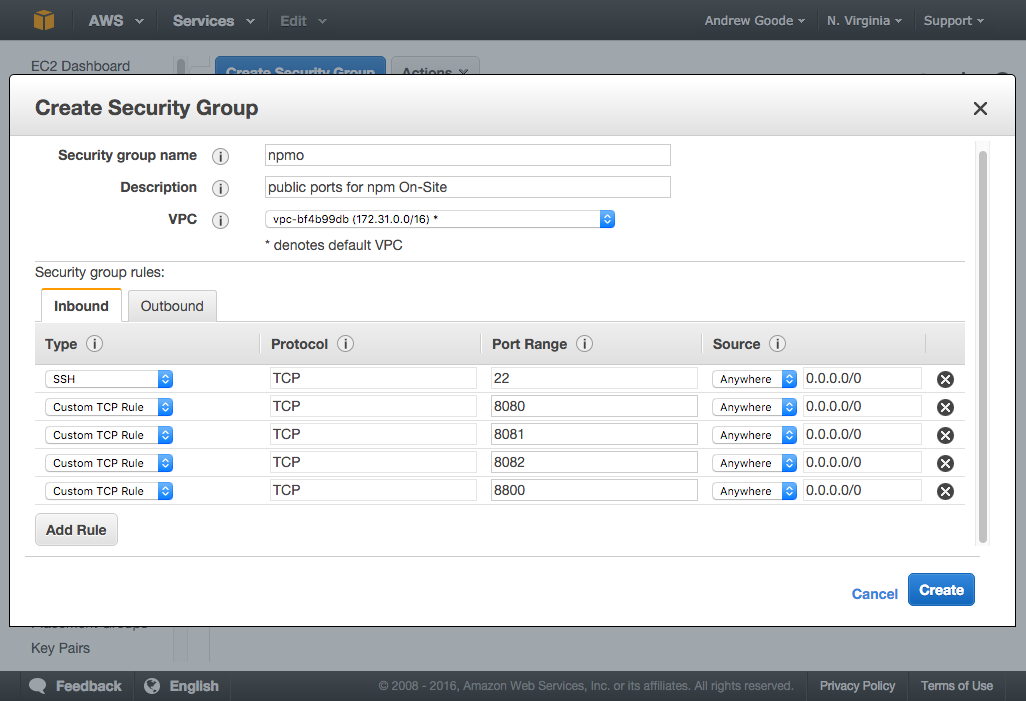 AWS Services Edit Andrew Goode N. Virginia Support
EC2 Dashboard Create Security Group Actions
Create Security Group
Security group name i npmo
Description i public ports for npm On-Site
VPC i vpc-bf4b99db (172.31.0.0/16) *
* denotes default VPC
Security group rules:
Inbound Outbound
Type i Protocol i Port Range i Source i
SSH TCP 22 Anywhere 0.0.0.0/0
Custom TCP Rule TCP 8080 Anywhere 0.0.0.0/0
Custom TCP Rule TCP 8081 Anywhere 0.0.0.0/0
Custom TCP Rule TCP 8082 Anywhere 0.0.0.0/0
Custom TCP Rule TCP 8800 Anywhere 0.0.0.0/0
Add Rule
Cancel Create
Placement Groups
Key Pairs
Feedback English © 2008 - 2016, Amazon Web Services, Inc. or its affiliates. All rights reserved. Privacy Policy Terms of Use